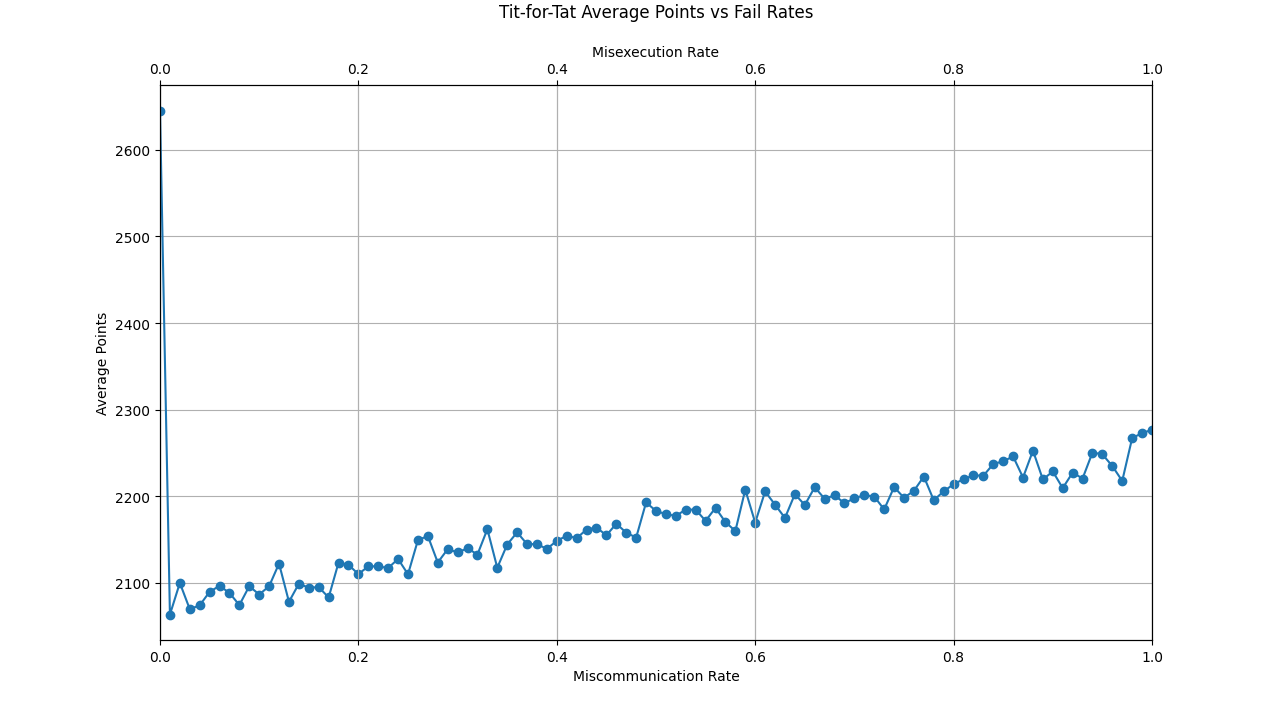 Tit-for-Tat Average Points vs Fail Rates
Misexecution Rate
0.0 0.2 0.4 0.6 0.8 1.0
2600
2500
2400
2300
2200
2100
Average Points
0.0 0.2 0.4 0.6 0.8 1.0
Miscommunication Rate